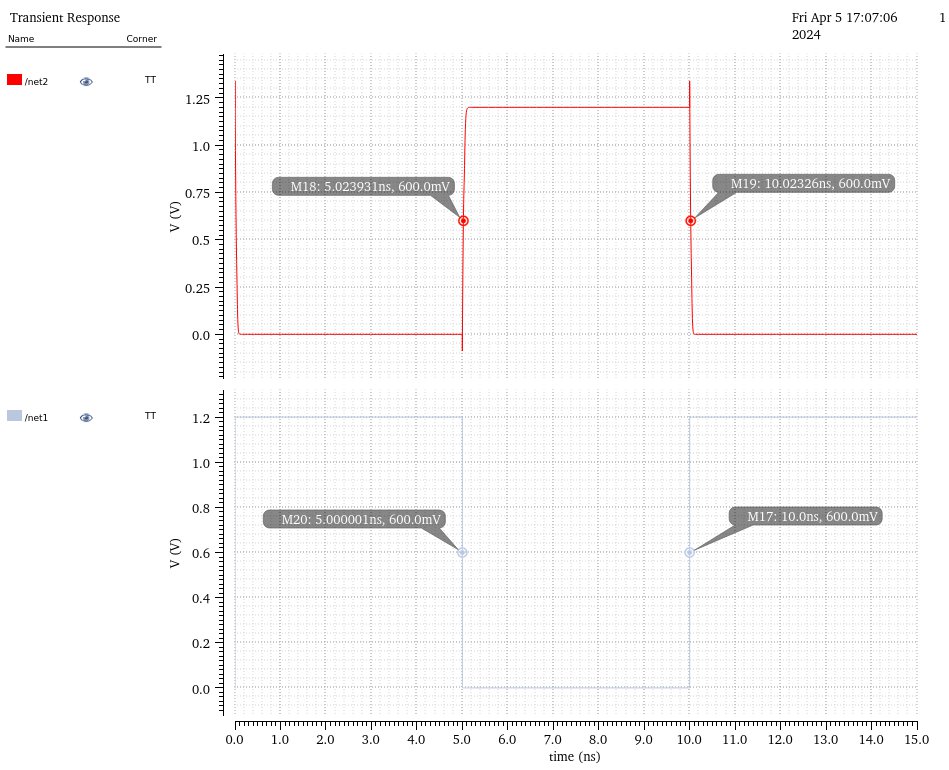 Transient Response
Fri Apr 5 17:07:06 1
2024
Name Corner
/net2 TT
1.25
1.0
0.75
0.5
0.25
0.0
V (V)
M18: 5.023931ns, 600.0mV
M19: 10.02326ns, 600.0mV
/net1 TT
1.2
1.0
0.8
0.6
0.4
0.2
0.0
V (V)
M20: 5.000001ns, 600.0mV
M17: 10.0ns, 600.0mV
0.0 1.0 2.0 3.0 4.0 5.0 6.0 7.0 8.0 9.0 10.0 11.0 12.0 13.0 14.0 15.0
time (ns)